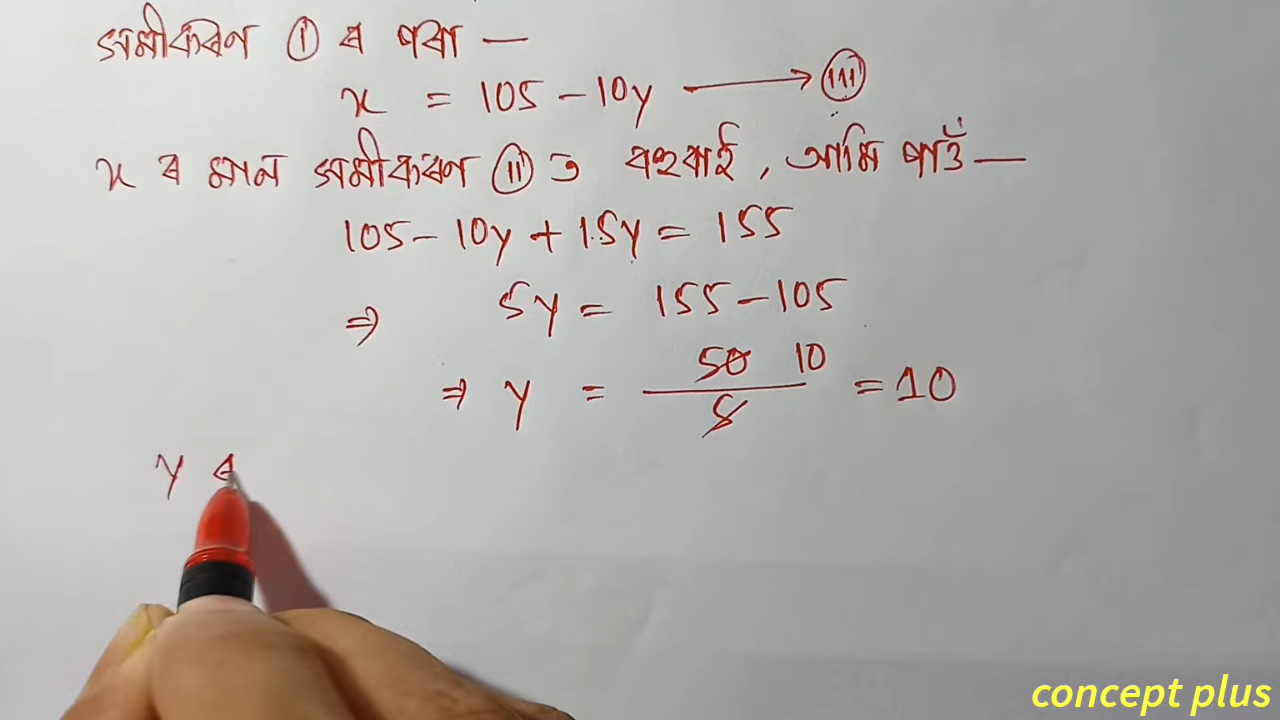 সমীকৰণ ① ৰ পৰা —
x = 105 – 10y ⟶ ⓘⓘⓘ
x ৰ মান সমীকৰণ ⓘⓘ ত বহুৱাই, আমি পাওঁ —
105 – 10y + 15y = 155
⇒ 5y = 155 – 105
⇒ y = 50 10 / 5 = 10
y ৰ
concept plus